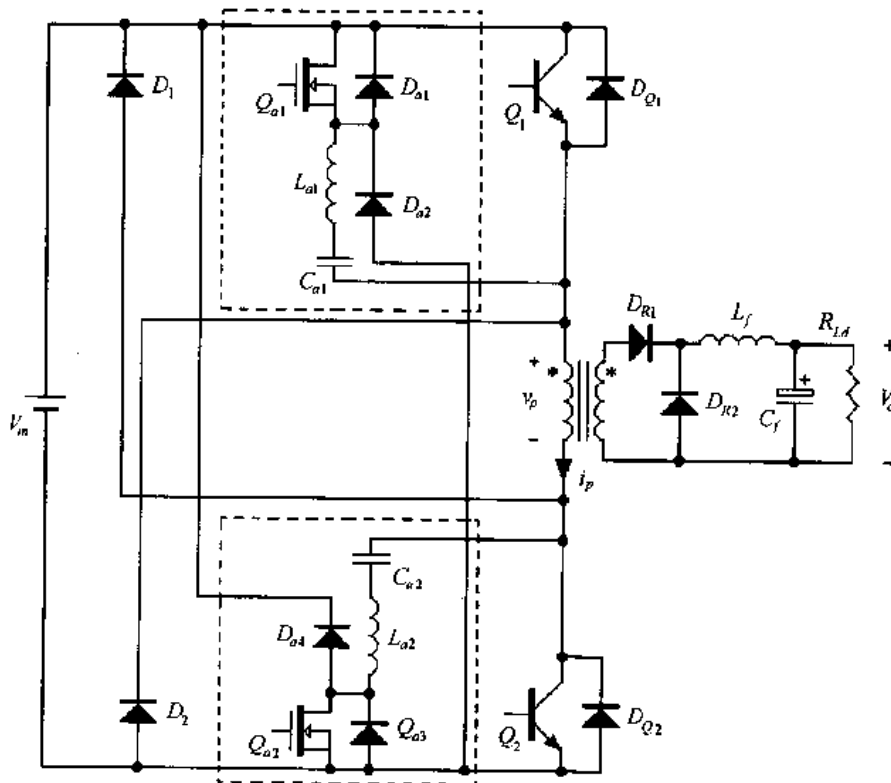 D1
Qa1
Da1
Q1
DQ1
La1
Da2
Ca1
DR1
Lf
RLd
+
+
vp
−
*
*
DR2
+
Cf
Vin
ip
−
Ca2
Da4
La2
D2
Qa2
Qa3
Q2
DQ2